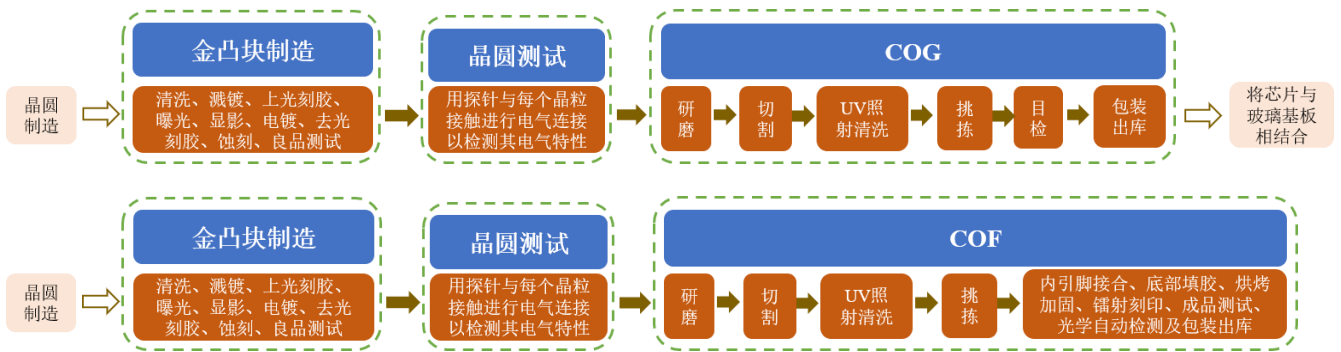 金凸块制造
晶圆测试
COG
晶圆
制造
清洗、溅镀、上光刻胶、
曝光、显影、电镀、去光
刻胶、蚀刻、良品测试
用探针与每个晶粒
接触进行电气连接
以检测其电气特性
研
磨
切
割
UV照
射清洗
挑
拣
目
检
包装
出库
将芯片与
玻璃基板
相结合
金凸块制造
晶圆测试
COF
晶圆
制造
清洗、溅镀、上光刻胶、
曝光、显影、电镀、去光
刻胶、蚀刻、良品测试
用探针与每个晶粒
接触进行电气连接
以检测其电气特性
研
磨
切
割
UV照
射清洗
挑
拣
内引脚接合、底部填胶、烘烤
加固、镭射刻印、成品测试、
光学自动检测及包装出库